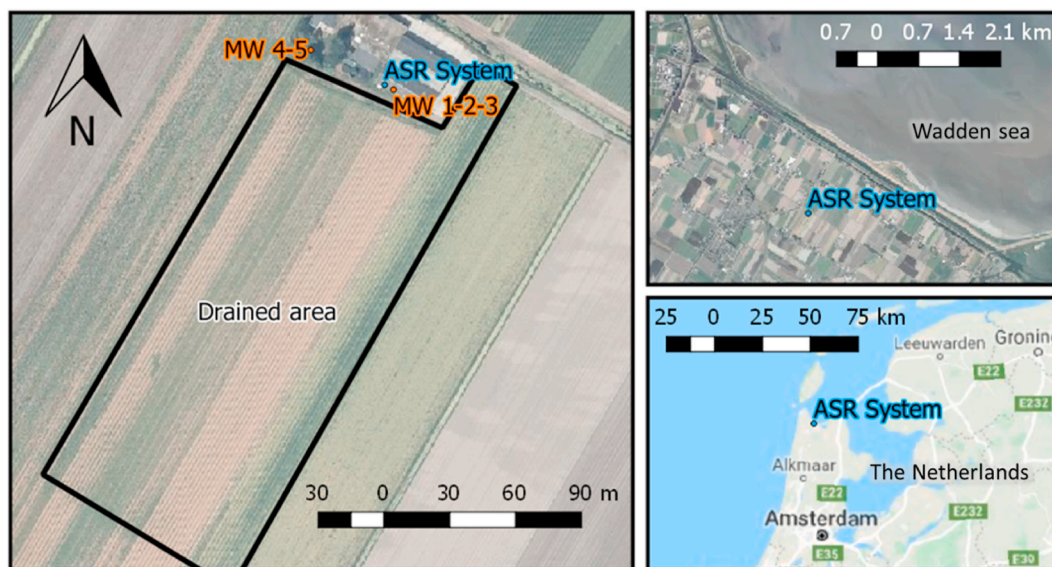 MW 4-5
ASR System
MW 1-2-3
N
Drained area
30 0 30 60 90 m
0.7 0 0.7 1.4 2.1 km
Wadden sea
ASR System
25 0 25 50 75 km
Leeuwarden
Groning
E22
E232
ASR System
Alkmaar
The Netherlands
E22
E232
Amsterdam
E35
E30